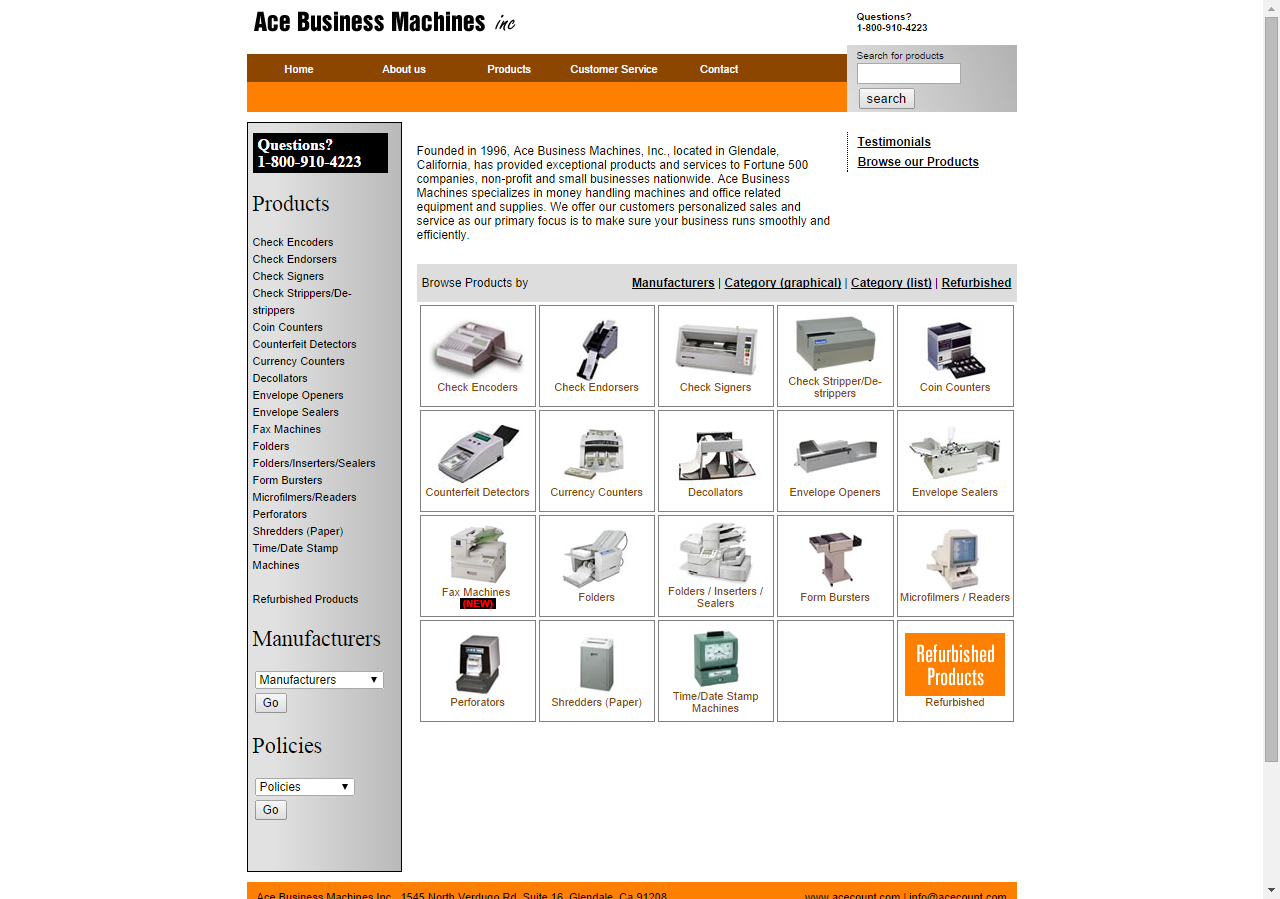 Ace Business Machines inc
Questions?
1-800-910-4223
Home About us Products Customer Service Contact
Search for products
search
Questions?
1-800-910-4223
Products
Check Encoders
Check Endorsers
Check Signers
Check Strippers/De-
strippers
Coin Counters
Counterfeit Detectors
Currency Counters
Decollators
Envelope Openers
Envelope Sealers
Fax Machines
Folders
Folders/Inserters/Sealers
Form Bursters
Microfilmers/Readers
Perforators
Shredders (Paper)
Time/Date Stamp
Machines
Refurbished Products
Manufacturers
Manufacturers
Go
Policies
Policies
Go
Founded in 1996, Ace Business Machines, Inc., located in Glendale,
California, has provided exceptional products and services to Fortune 500
companies, non-profit and small businesses nationwide. Ace Business
Machines specializes in money handling machines and office related
equipment and supplies. We offer our customers personalized sales and
service as our primary focus is to make sure your business runs smoothly and
efficiently.
Testimonials
Browse our Products
Browse Products by Manufacturers | Category (graphical) | Category (list) | Refurbished
Check Encoders
Check Endorsers
Check Signers
Check Stripper/De-
strippers
Coin Counters
Counterfeit Detectors
Currency Counters
Decollators
Envelope Openers
Envelope Sealers
Fax Machines
(NEW)
Folders
Folders / Inserters /
Sealers
Form Bursters
Microfilmers / Readers
Perforators
Shredders (Paper)
Time/Date Stamp
Machines
Refurbished
Products
Refurbished
Ace Business Machines Inc., 1545 North Verdugo Rd. Suite 16, Glendale, Ca 91208 www.acecount.com | info@acecount.com